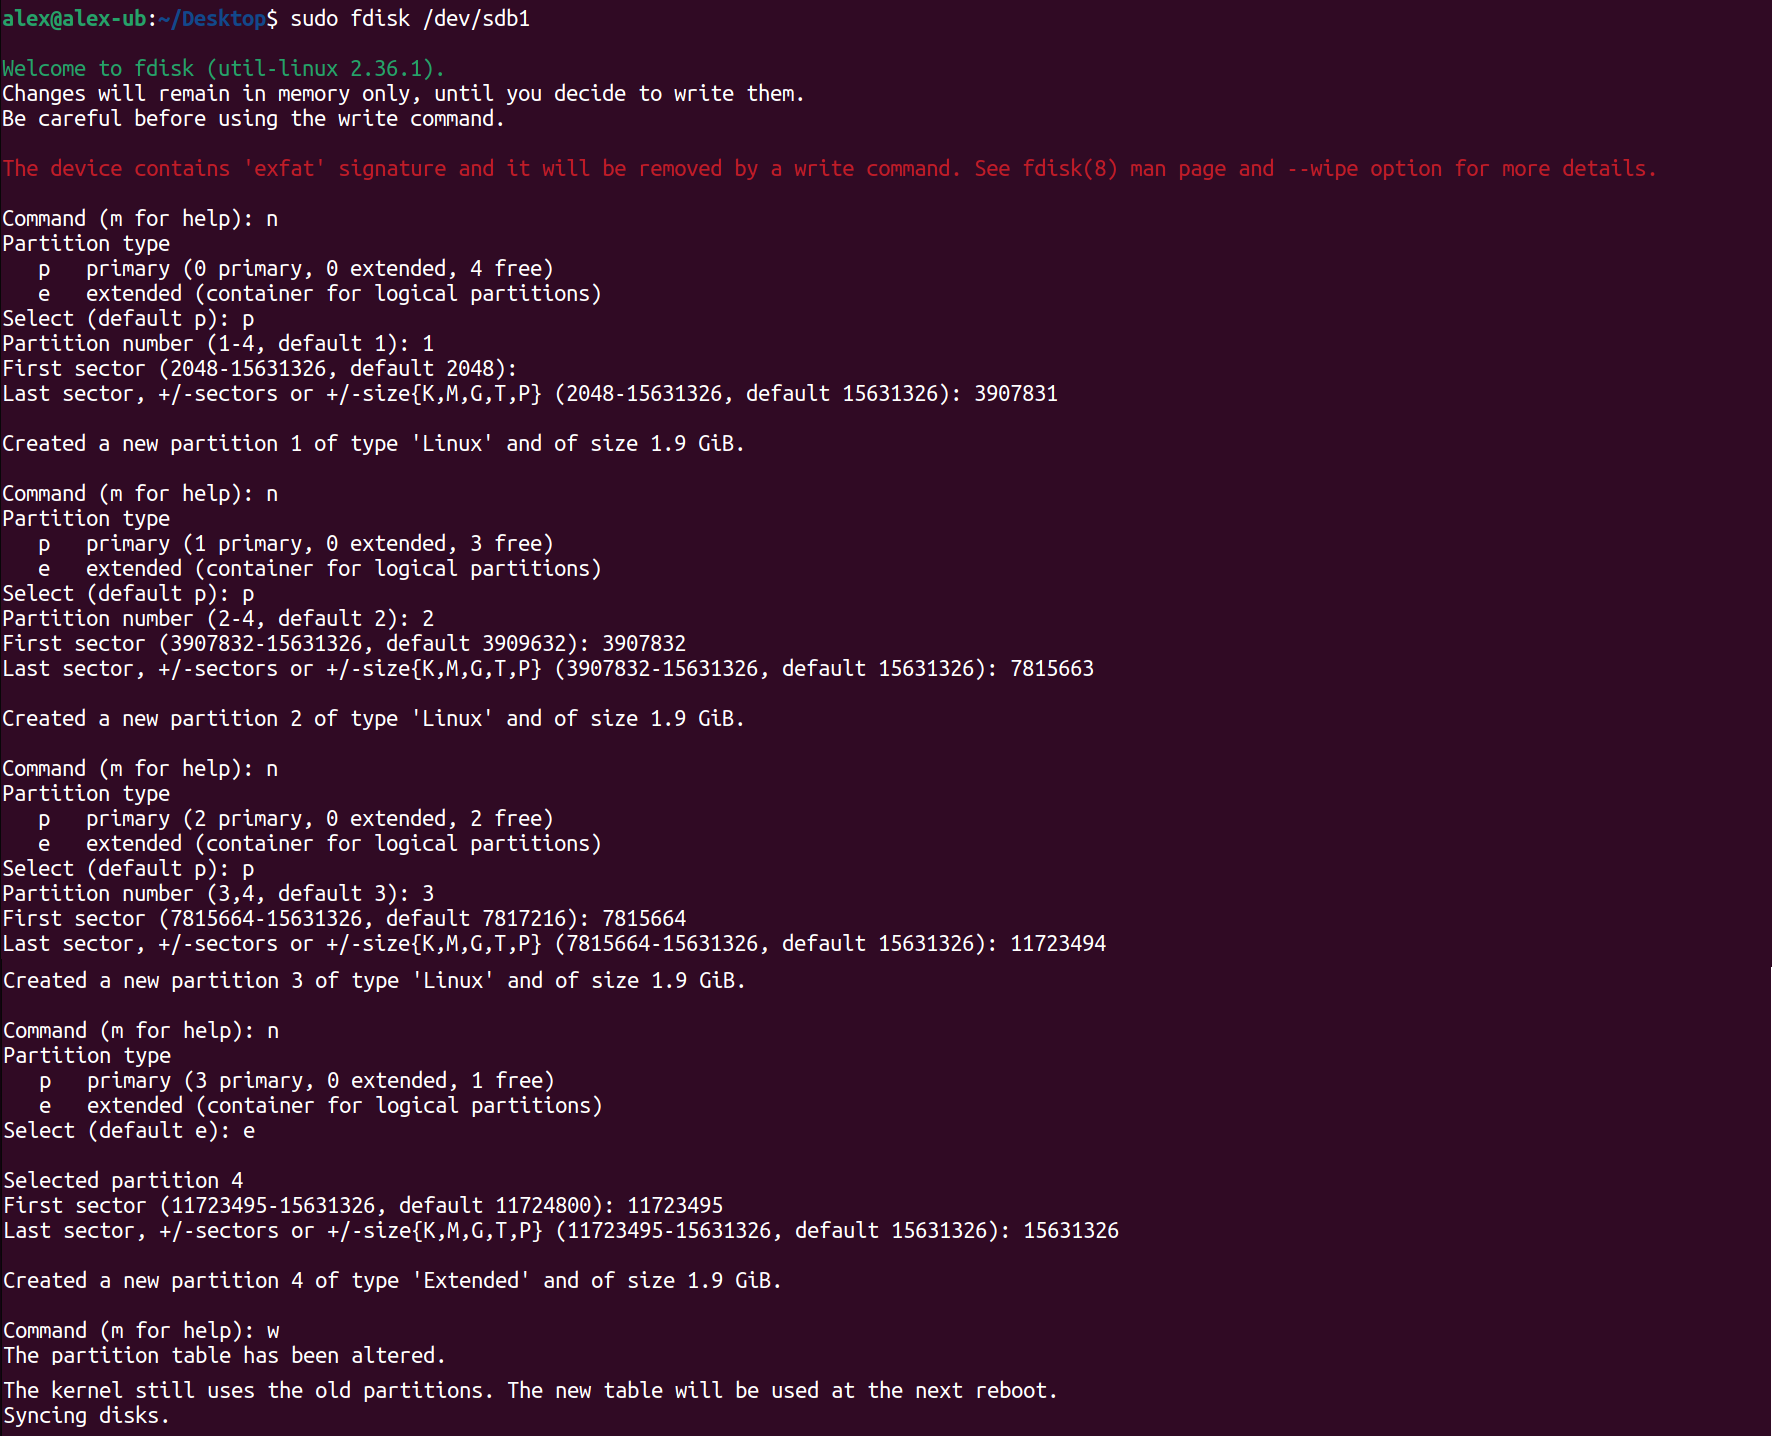 alex@alex-ub:~/Desktop$ sudo fdisk /dev/sdb1
Welcome to fdisk (util-linux 2.36.1).
Changes will remain in memory only, until you decide to write them.
Be careful before using the write command.
The device contains 'exfat' signature and it will be removed by a write command. See fdisk(8) man page and --wipe option for more details.
Command (m for help): n
Partition type
   p   primary (0 primary, 0 extended, 4 free)
   e   extended (container for logical partitions)
Select (default p): p
Partition number (1-4, default 1): 1
First sector (2048-15631326, default 2048):
Last sector, +/-sectors or +/-size{K,M,G,T,P} (2048-15631326, default 15631326): 3907831
Created a new partition 1 of type 'Linux' and of size 1.9 GiB.
Command (m for help): n
Partition type
   p   primary (1 primary, 0 extended, 3 free)
   e   extended (container for logical partitions)
Select (default p): p
Partition number (2-4, default 2): 2
First sector (3907832-15631326, default 3909632): 3907832
Last sector, +/-sectors or +/-size{K,M,G,T,P} (3907832-15631326, default 15631326): 7815663
Created a new partition 2 of type 'Linux' and of size 1.9 GiB.
Command (m for help): n
Partition type
   p   primary (2 primary, 0 extended, 2 free)
   e   extended (container for logical partitions)
Select (default p): p
Partition number (3,4, default 3): 3
First sector (7815664-15631326, default 7817216): 7815664
Last sector, +/-sectors or +/-size{K,M,G,T,P} (7815664-15631326, default 15631326): 11723494
Created a new partition 3 of type 'Linux' and of size 1.9 GiB.
Command (m for help): n
Partition type
   p   primary (3 primary, 0 extended, 1 free)
   e   extended (container for logical partitions)
Select (default e): e
Selected partition 4
First sector (11723495-15631326, default 11724800): 11723495
Last sector, +/-sectors or +/-size{K,M,G,T,P} (11723495-15631326, default 15631326): 15631326
Created a new partition 4 of type 'Extended' and of size 1.9 GiB.
Command (m for help): w
The partition table has been altered.
The kernel still uses the old partitions. The new table will be used at the next reboot.
Syncing disks.